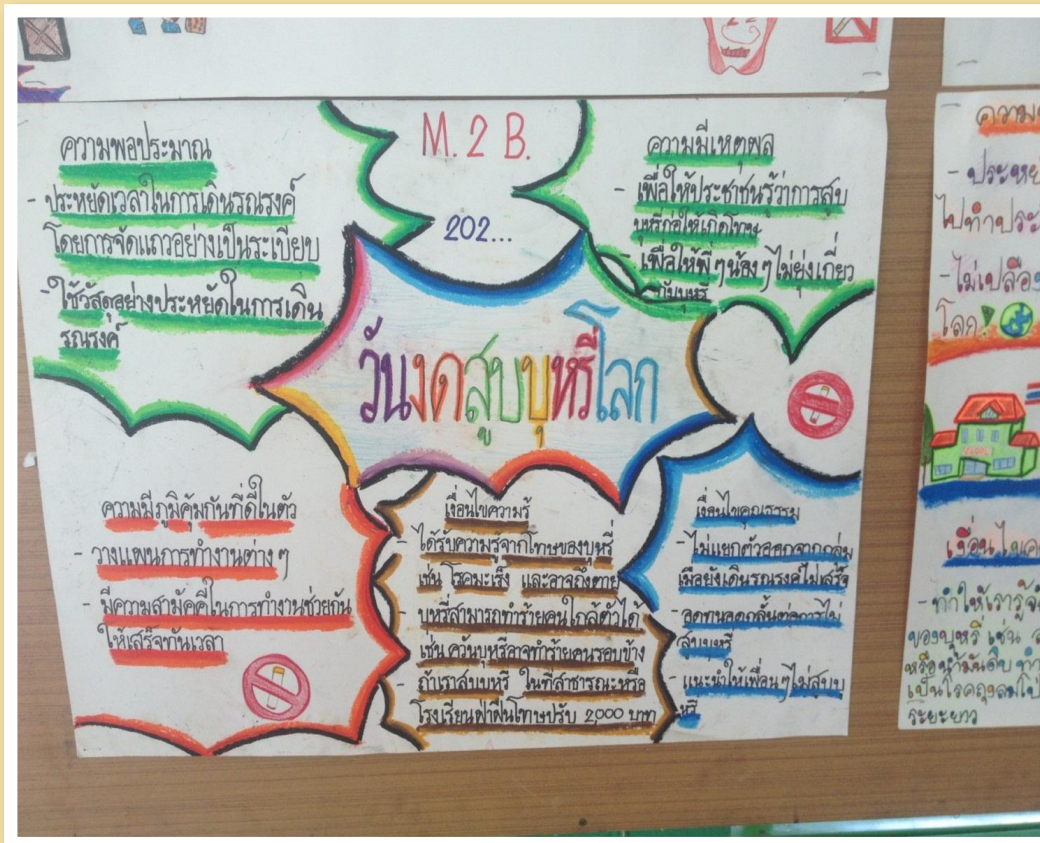 M. 2 B.
202...
ความพอประมาณ
- ประหยัดเวลาในการเดินรณรงค์
โดยการจัดแถวอย่างเป็นระเบียบ
- ใช้วัสดุอย่างประหยัดในการเดิน
รณรงค์
ความมีเหตุผล
- เพื่อให้ประชาชนรู้ว่าการสูบ
บุหรี่ก่อให้เกิดโทษ
- เพื่อให้พี่ๆน้องๆไม่ยุ่งเกี่ยว
กับบุหรี่
วันงดสูบบุหรี่โลก
ความมีภูมิคุ้มกันที่ดีในตัว
- วางแผนการทำงานต่างๆ
- มีความสามัคคีในการทำงานช่วยกัน
ให้เสร็จทันเวลา
เงื่อนไขความรู้
- ได้รับความรู้จากโทษของบุหรี่
เช่น โรคมะเร็ง และอาจถึงตาย
- บุหรี่สามารถทำร้ายคนใกล้ตัวได้
เช่น ควันบุหรี่อาจทำร้ายคนรอบข้าง
- ถ้าเราสูบบุหรี่ ในที่สาธารณะหรือ
โรงเรียนฝ่าฝืนโทษปรับ 2000 บาท
เงื่อนไขคุณธรรม
- ไม่แยกตัวออกจากกลุ่ม
เมื่อยังเดินรณรงค์ไม่เสร็จ
- อดทนอดกลั้นต่อการไม่
สูบบุหรี่
- แนะนำให้เพื่อนๆไม่สูบบุ
หรี่
- ไม่เปลือง
โลก
- ทำให้เรารู้
ของบุหรี่ เช่น
ระยะยาว